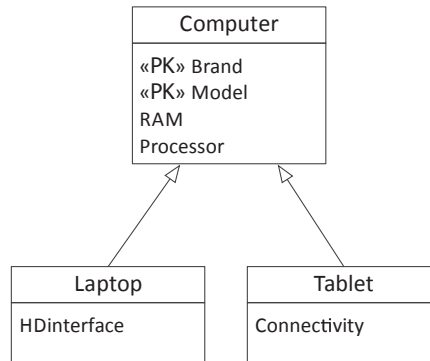 Computer
«PK» Brand
«PK» Model
RAM
Processor
Laptop
HDinterface
Tablet
Connectivity